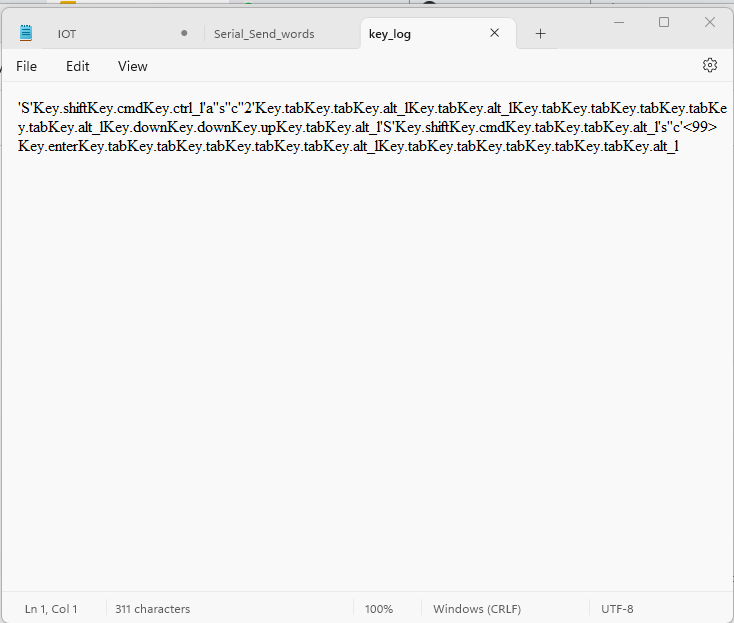 IOT
Serial_Send_words
key_log
File Edit View
'S'Key.shiftKey.cmdKey.ctrl_l'a''s''c''2'Key.tabKey.tabKey.alt_lKey.tabKey.alt_lKey.tabKey.tabKey.tabKey.tabKe
y.tabKey.alt_lKey.downKey.downKey.upKey.tabKey.alt_l'S'Key.shiftKey.cmdKey.tabKey.tabKey.alt_l's''c'<99>
Key.enterKey.tabKey.tabKey.tabKey.tabKey.tabKey.alt_lKey.tabKey.tabKey.tabKey.tabKey.tabKey.alt_l
Ln 1, Col 1 311 characters 100% Windows (CRLF) UTF-8